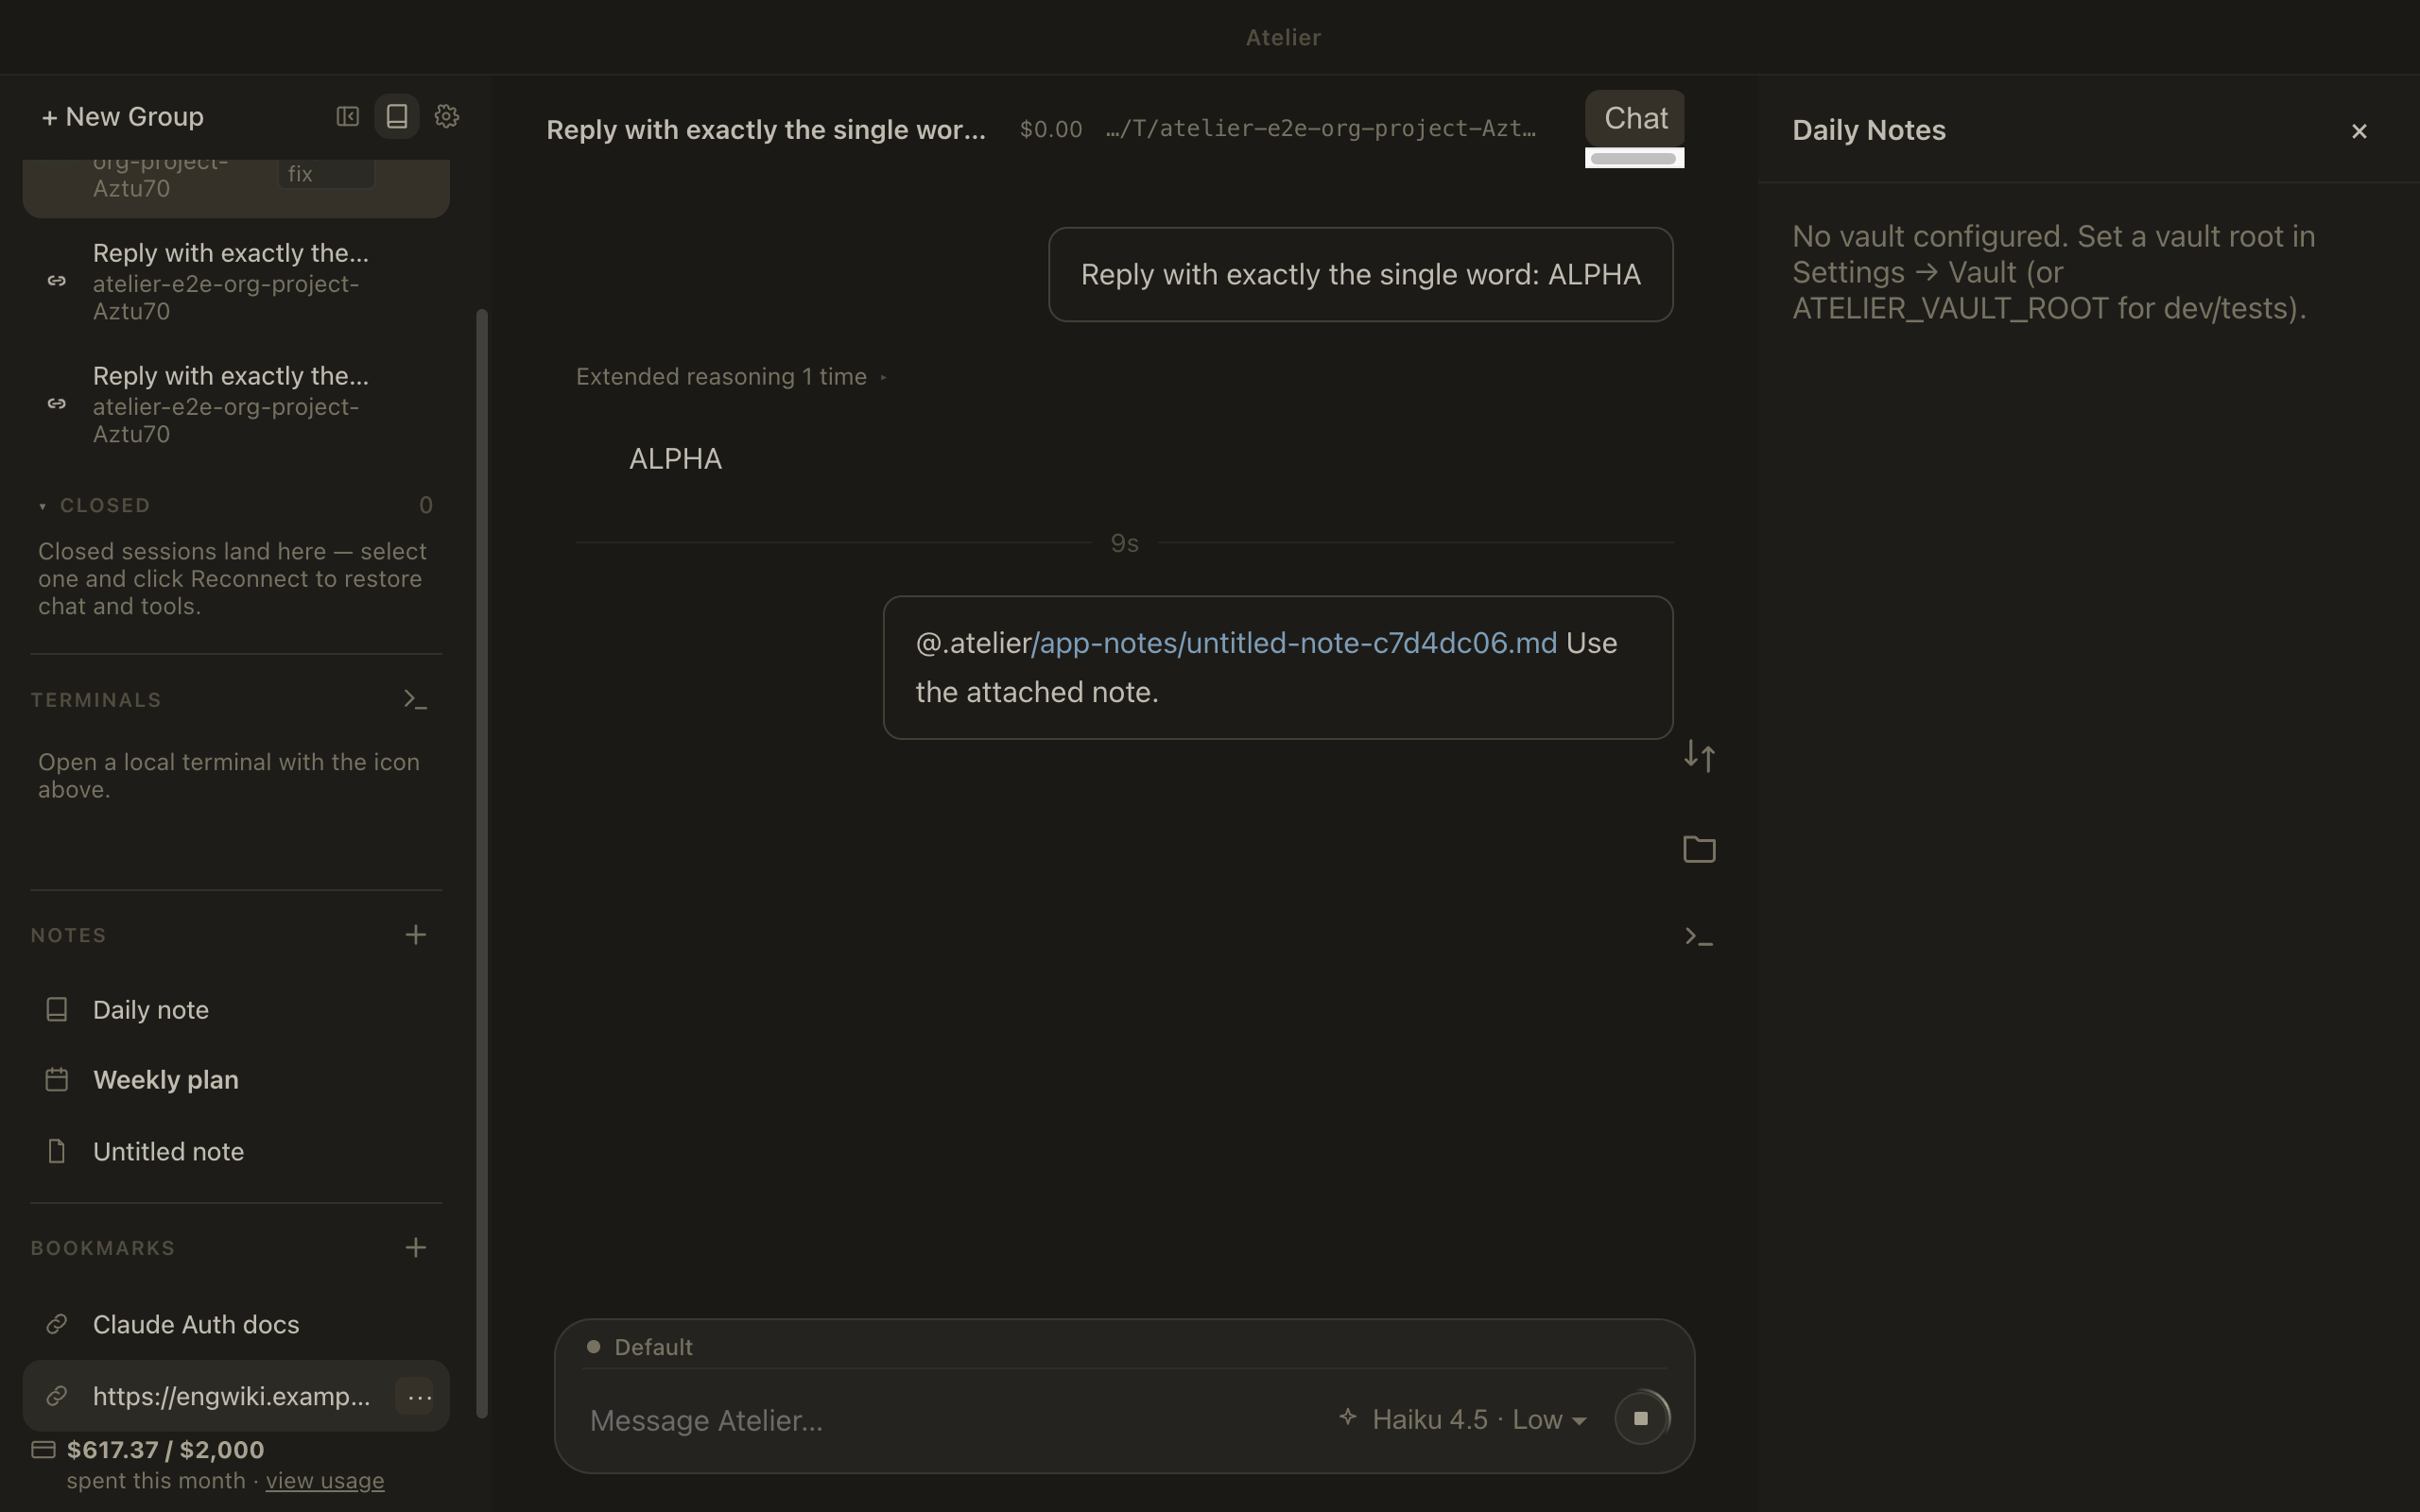 Atelier
+ New Group
org-project-
Aztu70
fix
Reply with exactly the...
atelier-e2e-org-project-
Aztu70
Reply with exactly the...
atelier-e2e-org-project-
Aztu70
CLOSED 0
Closed sessions land here — select
one and click Reconnect to restore
chat and tools.
TERMINALS
Open a local terminal with the icon
above.
NOTES
Daily note
Weekly plan
Untitled note
BOOKMARKS
Claude Auth docs
https://engwiki.examp...
$617.37 / $2,000
spent this month · view usage
Reply with exactly the single wor... $0.00 …/T/atelier-e2e-org-project-Azt…
Chat
Reply with exactly the single word: ALPHA
Extended reasoning 1 time
ALPHA
9s
@.atelier/app-notes/untitled-note-c7d4dc06.md Use
the attached note.
Default
Message Atelier...
Haiku 4.5 · Low
Daily Notes
No vault configured. Set a vault root in
Settings → Vault (or
ATELIER_VAULT_ROOT for dev/tests).